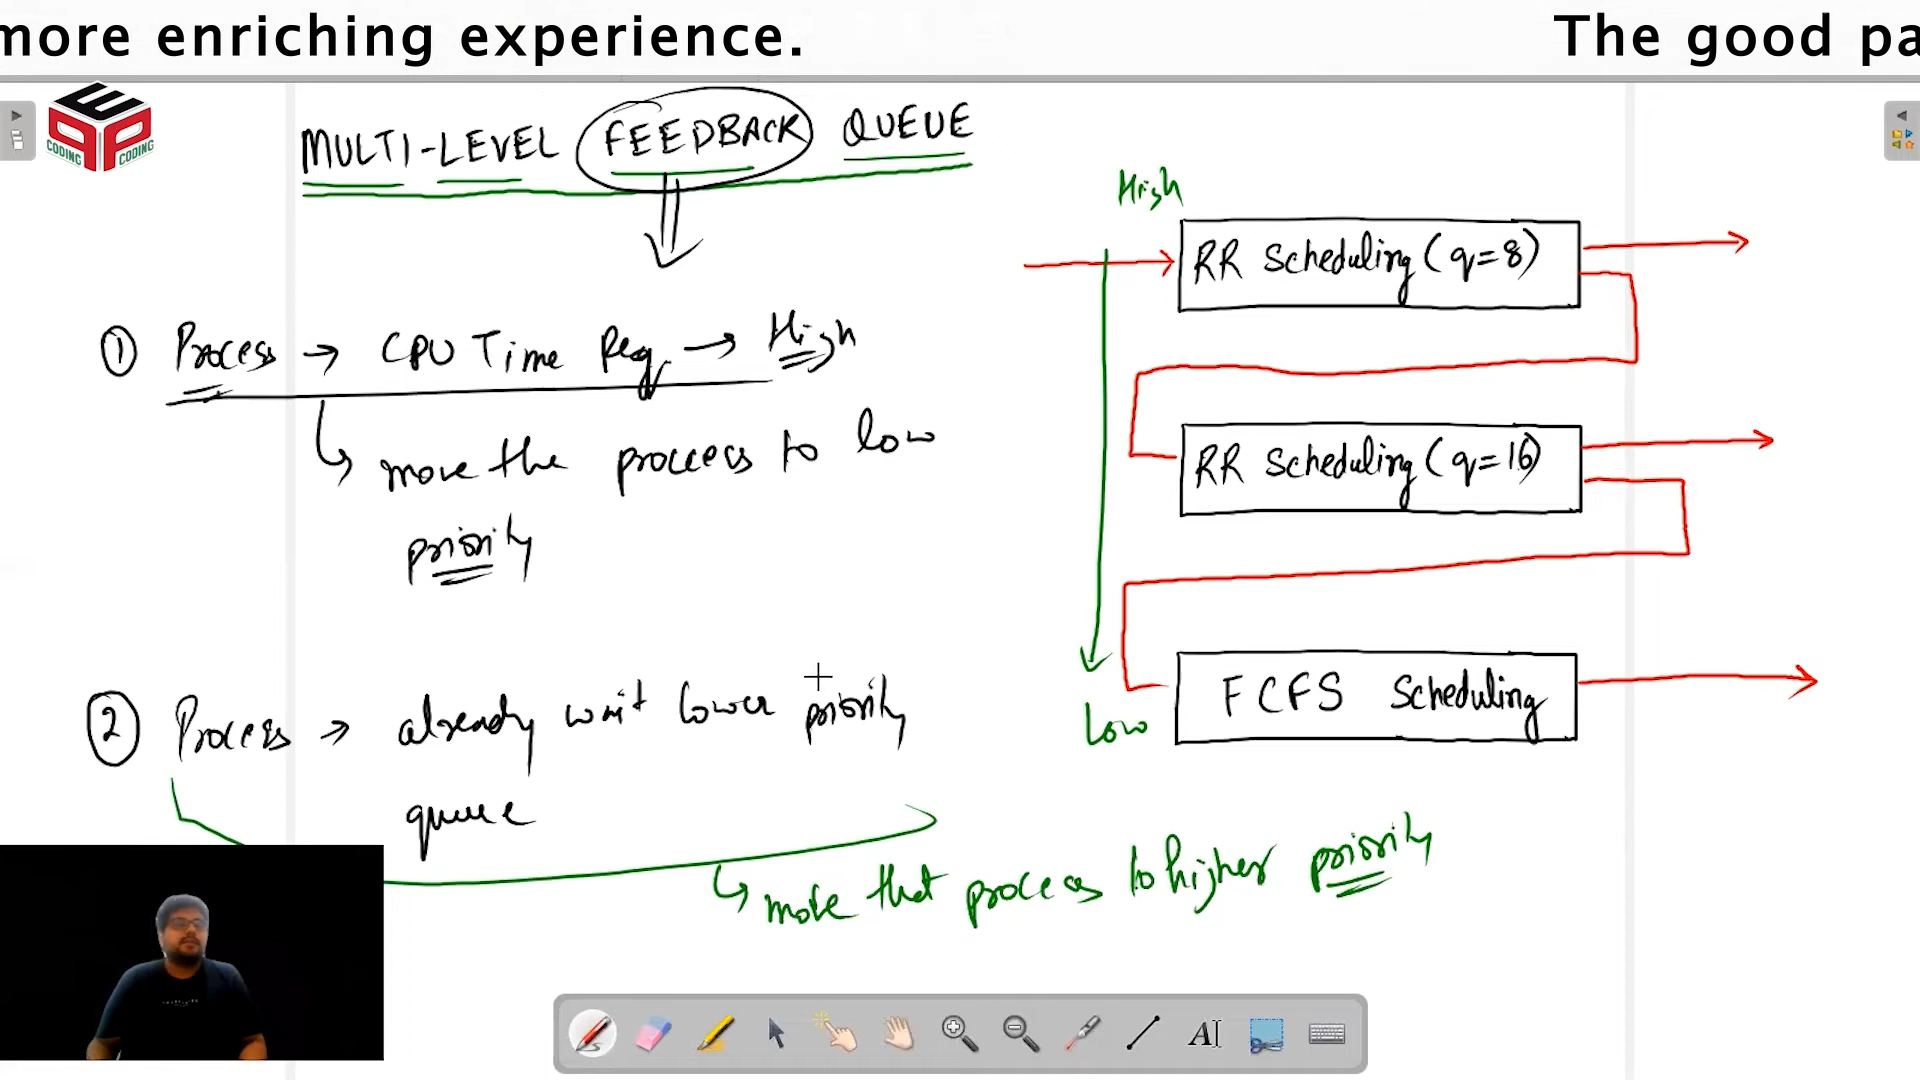 more enriching experience.
The good pa
CODING
CODING
MULTI-LEVEL FEEDBACK QUEUE
① Process → CPU Time Req → High
move the process to low
priority
② Process → already wait lower priority
queue
move that process to higher priority
High
RR Scheduling (q=8)
RR Scheduling (q=16)
FCFS Scheduling
Low
AI